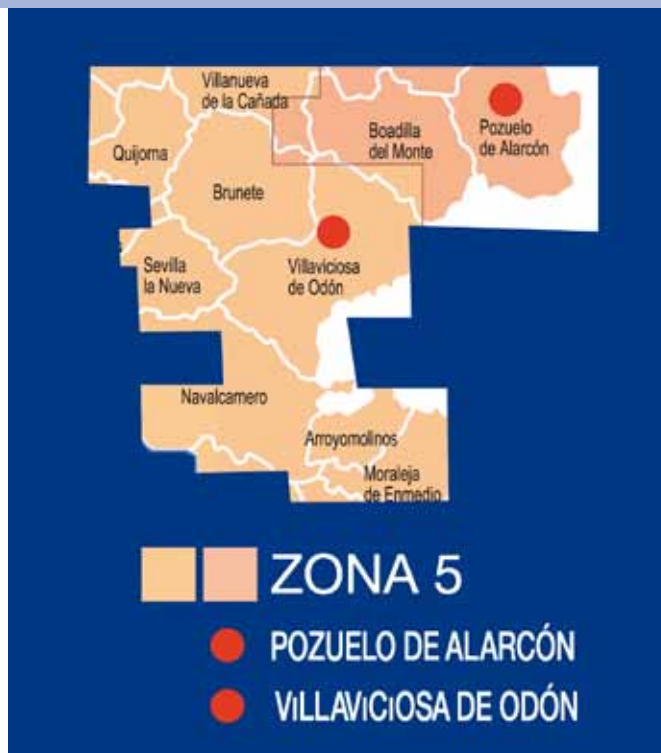 Villanueva
de la Cañada
Boadilla
del Monte
Pozuelo
de Alarcón
Quijorna
Brunete
Sevilla
la Nueva
Villaviciosa
de Odón
Navalcarnero
Arroyomolinos
Moraleja
de Enmedio
ZONA 5
POZUELO DE ALARCÓN
ViLLAViCiOSA DE ODÓN